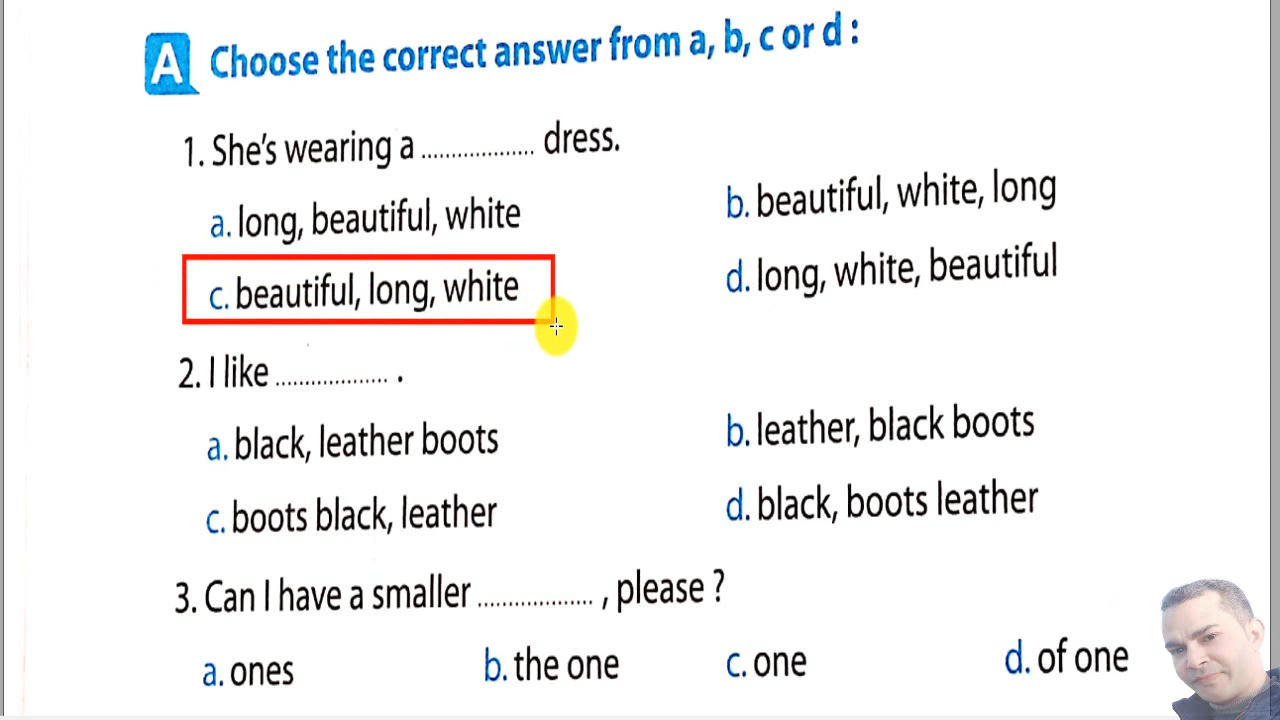 A Choose the correct answer from a, b, c or d :
1. She's wearing a ................... dress.
a. long, beautiful, white b. beautiful, white, long
c. beautiful, long, white d. long, white, beautiful
2. I like ................... .
a. black, leather boots b. leather, black boots
c. boots black, leather d. black, boots leather
3. Can I have a smaller ................... , please ?
a. ones b. the one c. one d. of one